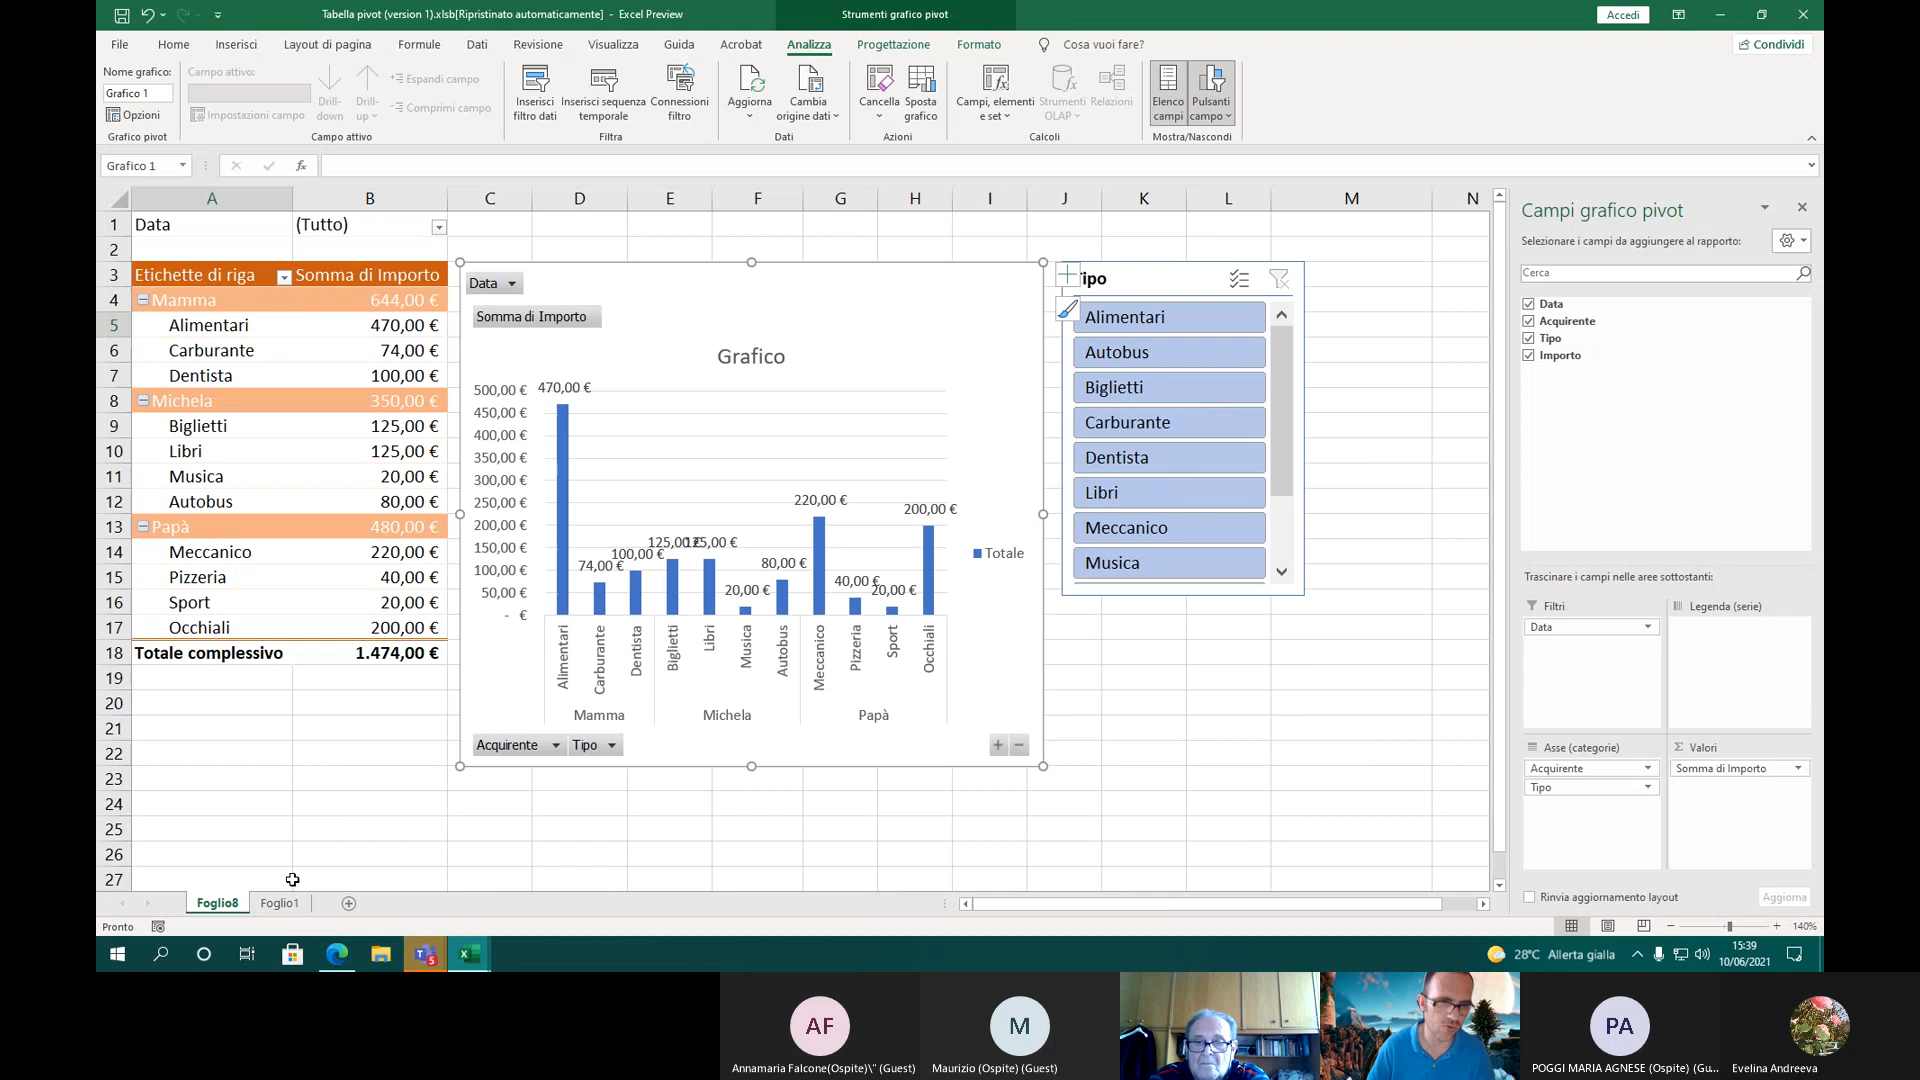 Tabella pivot (version 1).xlsb[Ripristinato automaticamente] - Excel Preview
Strumenti grafico pivot
Accedi
File Home Inserisci Layout di pagina Formule Dati Revisione Visualizza Guida Acrobat Analizza Progettazione Formato Cosa vuoi fare? Condividi
Nome grafico:
Grafico 1
Opzioni
Grafico pivot
Campo attivo:
Impostazioni campo
Drill-down
Drill-up
Espandi campo
Comprimi campo
Campo attivo
Inserisci filtro dati
Inserisci sequenza temporale
Connessioni filtro
Filtra
Aggiorna
Cambia origine dati
Dati
Cancella
Sposta grafico
Azioni
Campi, elementi e set
Strumenti OLAP
Relazioni
Calcoli
Elenco campi
Pulsanti campo
Mostra/Nascondi
Grafico 1
fx
A B C D E F G H I J K L M N
1 Data (Tutto)
2
3 Etichette di riga Somma di Importo
4 Mamma 644,00 €
5 Alimentari 470,00 €
6 Carburante 74,00 €
7 Dentista 100,00 €
8 Michela 350,00 €
9 Biglietti 125,00 €
10 Libri 125,00 €
11 Musica 20,00 €
12 Autobus 80,00 €
13 Papà 480,00 €
14 Meccanico 220,00 €
15 Pizzeria 40,00 €
16 Sport 20,00 €
17 Occhiali 200,00 €
18 Totale complessivo 1.474,00 €
19
20
21
22
23
24
25
26
27
Data
Somma di Importo
Grafico
500,00 €
450,00 €
400,00 €
350,00 €
300,00 €
250,00 €
200,00 €
150,00 €
100,00 €
50,00 €
- €
470,00 €
74,00 €
100,00 €
125,00 €
125,00 €
20,00 €
80,00 €
220,00 €
40,00 €
20,00 €
200,00 €
Totale
Alimentari
Carburante
Dentista
Biglietti
Libri
Musica
Autobus
Meccanico
Pizzeria
Sport
Occhiali
Mamma Michela Papà
Acquirente Tipo
ipo
Alimentari
Autobus
Biglietti
Carburante
Dentista
Libri
Meccanico
Musica
Campi grafico pivot
Selezionare i campi da aggiungere al rapporto:
Cerca
Data
Acquirente
Tipo
Importo
Trascinare i campi nelle aree sottostanti:
Filtri
Data
Legenda (serie)
Asse (categorie)
Acquirente
Tipo
Valori
Somma di Importo
Rinvia aggiornamento layout Aggiorna
Foglio8 Foglio1
Pronto
140%
28°C Allerta gialla
15:39
10/06/2021
5
AF
Annamaria Falcone(Ospite)\" (Guest)
M
Maurizio (Ospite) (Guest)
PA
POGGI MARIA AGNESE (Ospite) (Gu...
Evelina Andreeva